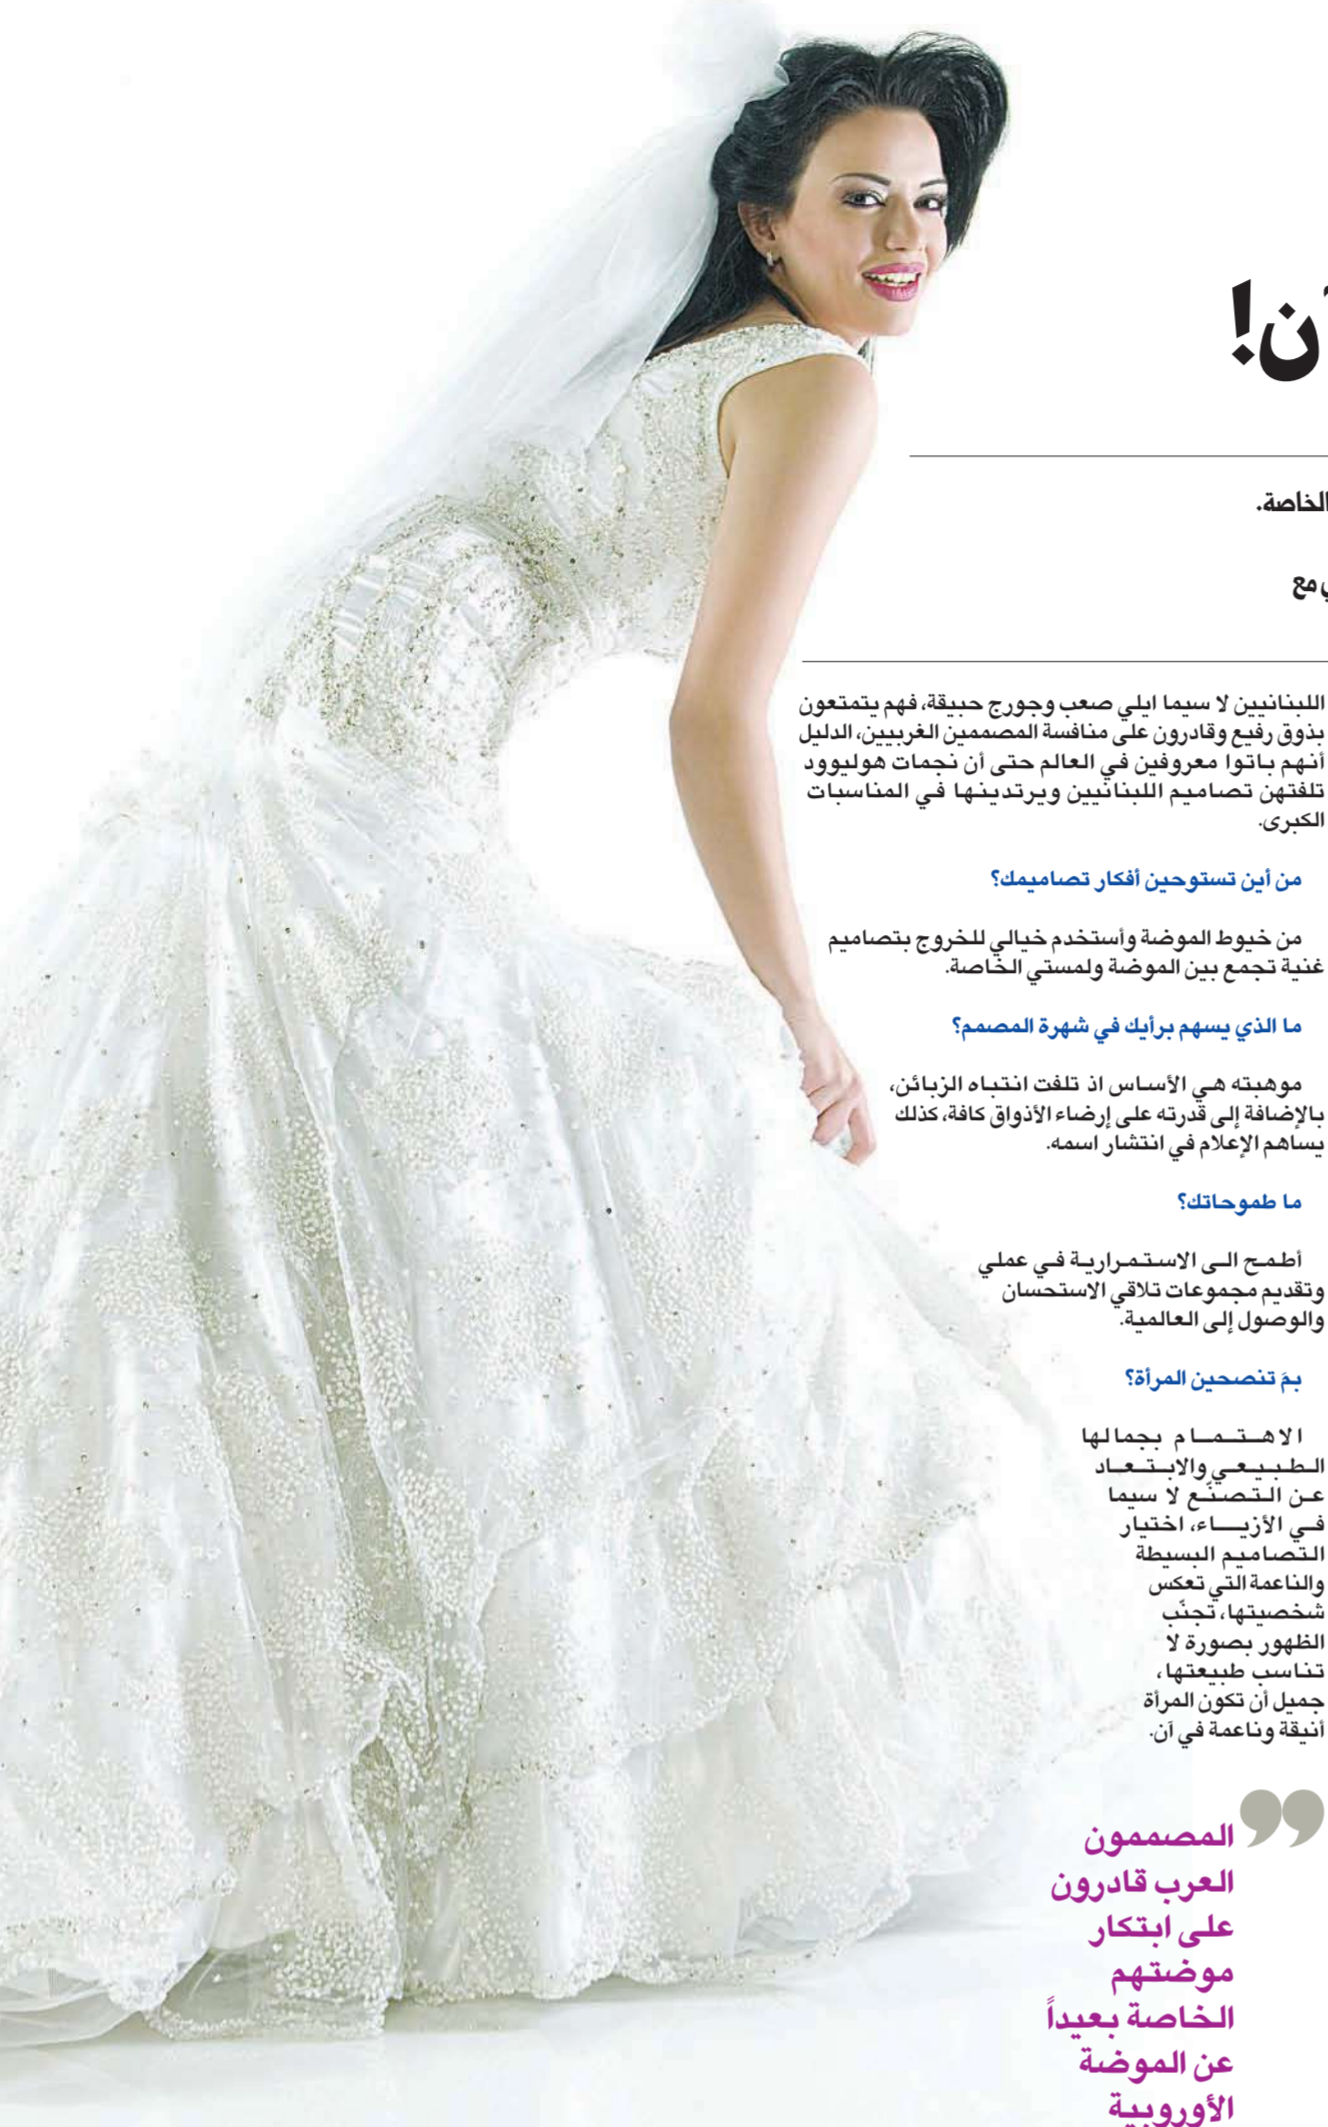 ن!
الخاصة.
مع
اللبنانيين لا سيما ايلي صعب وجورج حبيقة، فهم يتمتعون
بذوق رفيع وقادرون على منافسة المصممين الغربيين، الدليل
أنهم باتوا معروفين في العالم حتى أن نجمات هوليوود
تلفتهن تصاميم اللبنانيين ويرتدينها في المناسبات
الكبرى.
من أين تستوحين أفكار تصاميمك؟
من خيوط الموضة وأستخدم خيالي للخروج بتصاميم
غنية تجمع بين الموضة ولمستي الخاصة.
ما الذي يسهم برأيك في شهرة المصمم؟
موهبته هي الأساس اذ تلفت انتباه الزبائن،
بالإضافة إلى قدرته على إرضاء الأذواق كافة، كذلك
يساهم الإعلام في انتشار اسمه.
ما طموحاتك؟
أطمح الى الاستمرارية في عملي
وتقديم مجموعات تلاقي الاستحسان
والوصول إلى العالمية.
بمَ تنصحين المرأة؟
الاهتمام بجمالها
الطبيعي والابتعاد
عن التصنّع لا سيما
في الأزياء، اختيار
التصاميم البسيطة
والناعمة التي تعكس
شخصيتها، تجنّب
الظهور بصورة لا
تناسب طبيعتها،
جميل أن تكون المرأة
أنيقة وناعمة في آن.
المصممون
العرب قادرون
على ابتكار
موضتهم
الخاصة بعيداً
عن الموضة
الأوروبية